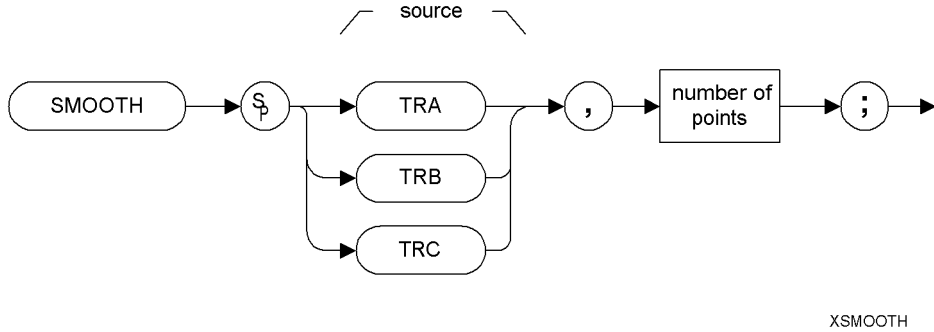 source
SMOOTH
SP
TRA
,
number of
points
;
TRB
TRC
XSMOOTH